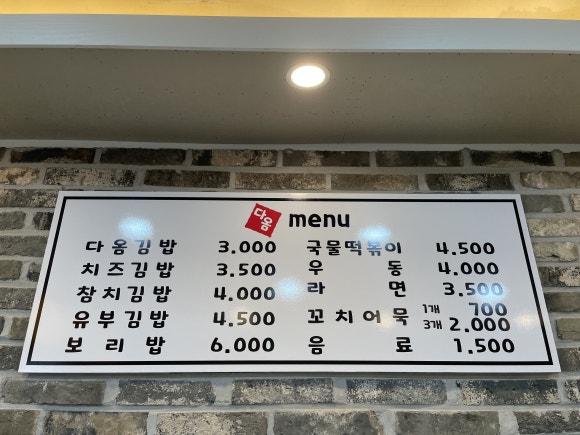 다옴 menu
다옴김밥 3.000
치즈김밥 3.500
참치김밥 4.000
유부김밥 4.500
보리밥 6.000
국물떡볶이 4.500
우동 4.000
라면 3.500
꼬치어묵 1개 700
3개 2.000
음료 1.500